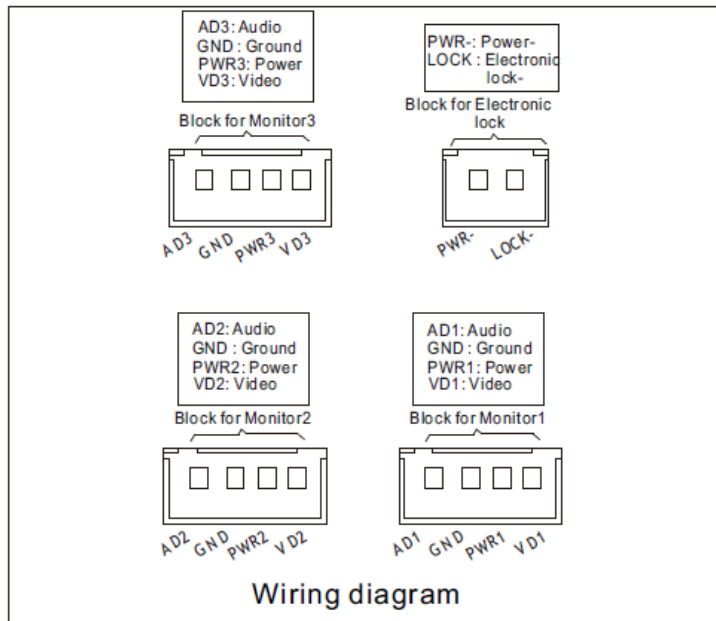 AD3: Audio
GND : Ground
PWR3: Power
VD3: Video
Block for Monitor3
AD3 GND PWR3 VD3
PWR-: Power-
LOCK : Electronic
lock-
Block for Electronic
lock
PWR- LOCK-
AD2: Audio
GND : Ground
PWR2: Power
VD2: Video
Block for Monitor2
AD2 GND PWR2 VD2
AD1: Audio
GND : Ground
PWR1: Power
VD1: Video
Block for Monitor1
AD1 GND PWR1 VD1
Wiring diagram